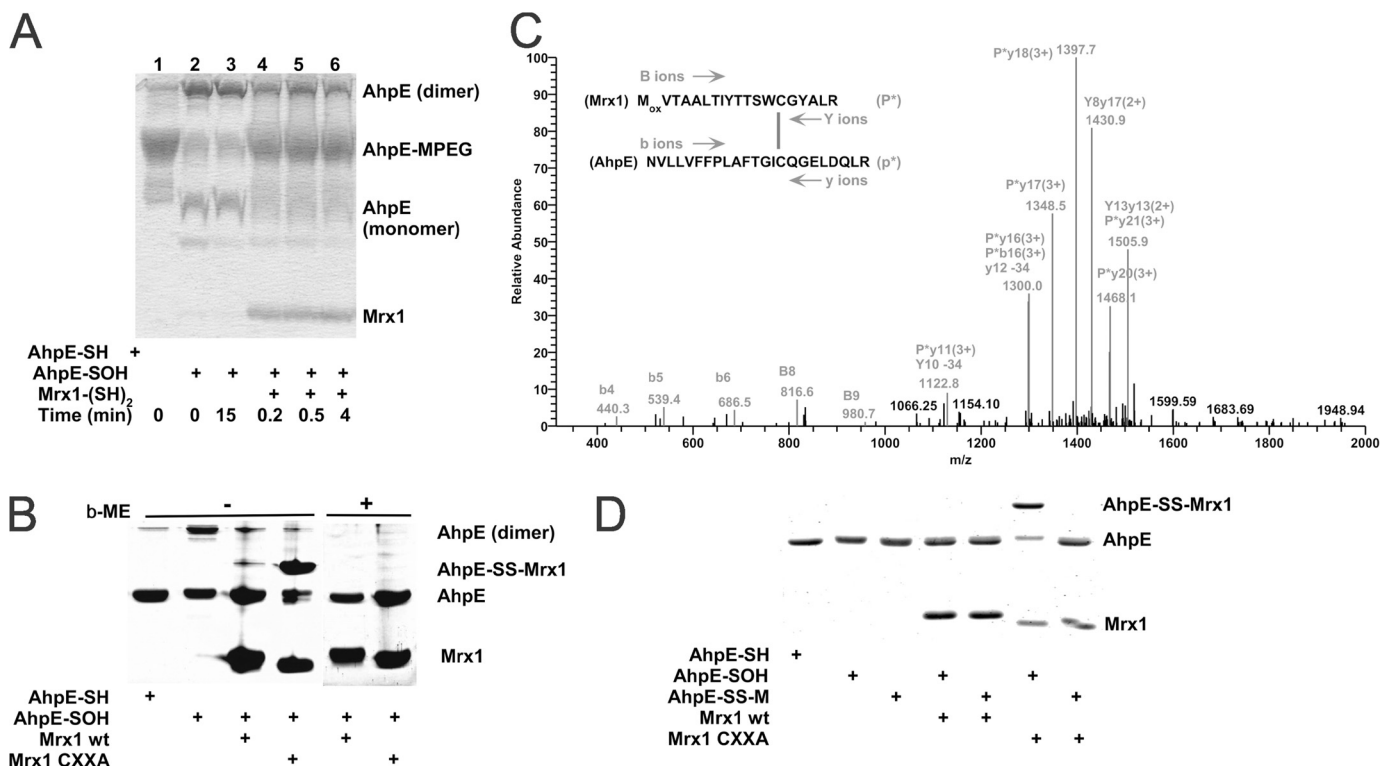 A
1 2 3 4 5 6
AhpE (dimer)
AhpE-MPEG
AhpE
(monomer)
Mrx1
AhpE-SH +
AhpE-SOH + + + + +
Mrx1-(SH)2 + + +
Time (min) 0 0 15 0.2 0.5 4
B
b-ME - +
AhpE (dimer)
AhpE-SS-Mrx1
AhpE
Mrx1
AhpE-SH +
AhpE-SOH + + + + +
Mrx1 wt + +
Mrx1 CXXA + +
C
Relative Abundance
100
90
80
70
60
50
40
30
20
10
0
400 600 800 1000 1200 1400 1600 1800 2000
m/z
B ions
(Mrx1) MoxVTAALTIYTTSWCGYALR (P*)
Y ions
b ions
(AhpE) NVLLVFFPLAFTGICQGELDQLR (p*)
y ions
b4
440.3
b5
539.4
b6
686.5
B8
816.6
B9
980.7
1066.25
P*y11(3+)
Y10 -34
1122.8
1154.10
P*y16(3+)
P*b16(3+)
y12 -34
1300.0
P*y17(3+)
1348.5
P*y18(3+) 1397.7
Y8y17(2+)
1430.9
P*y20(3+)
1468.1
Y13y13(2+)
P*y21(3+)
1505.9
1599.59
1683.69
1948.94
D
AhpE-SS-Mrx1
AhpE
Mrx1
AhpE-SH +
AhpE-SOH + + +
AhpE-SS-M + + +
Mrx1 wt + +
Mrx1 CXXA + +